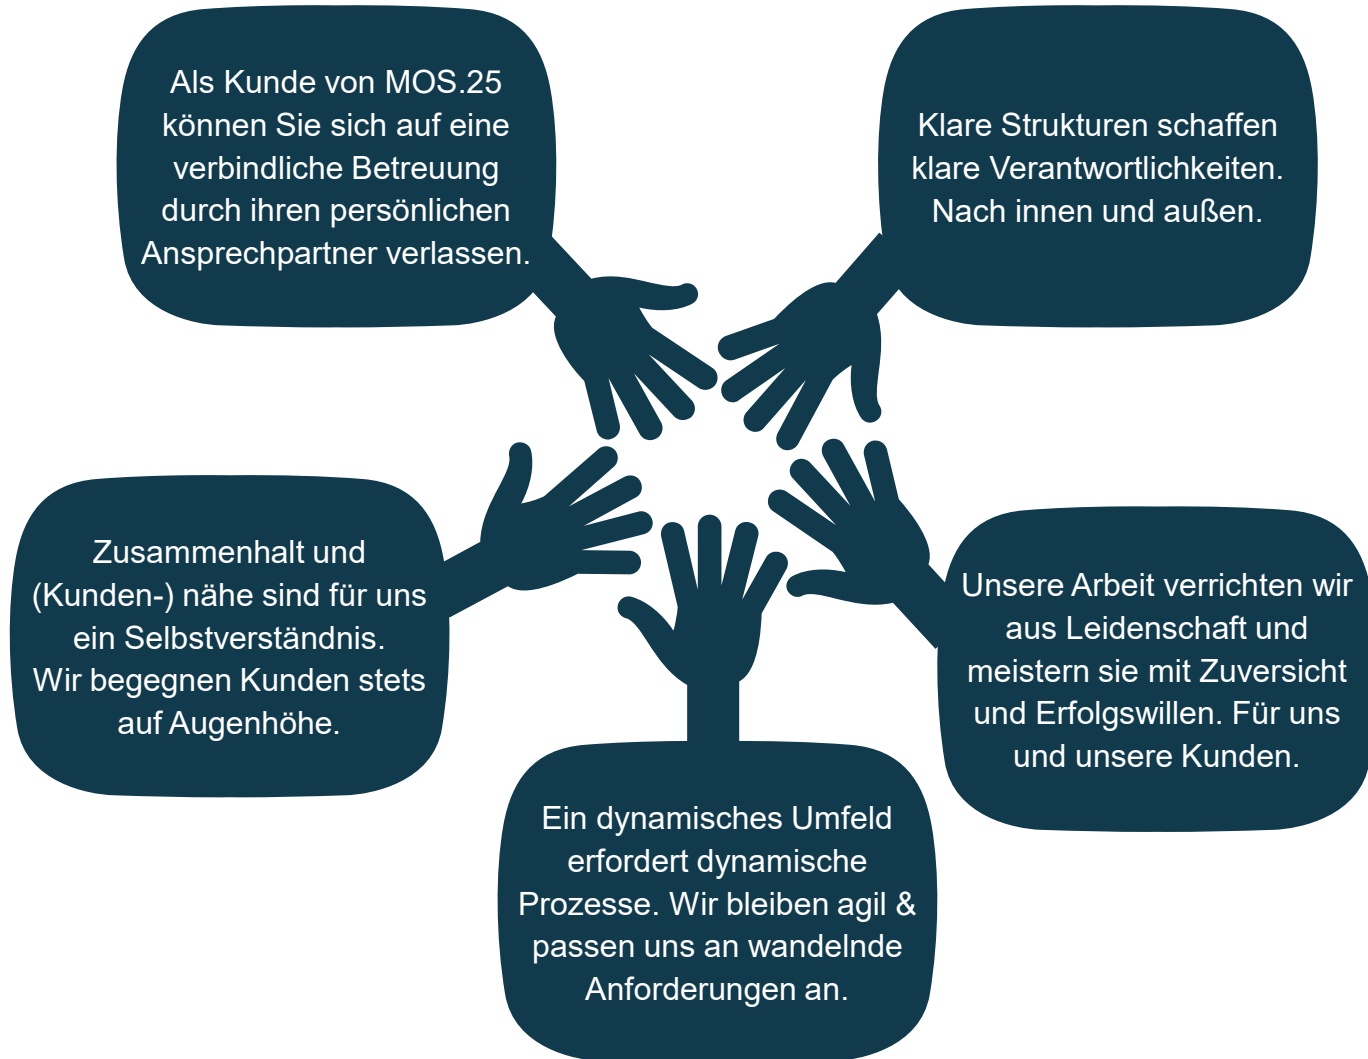 Als Kunde von MOS.25
können Sie sich auf eine
verbindliche Betreuung
durch ihren persönlichen
Ansprechpartner verlassen.
Klare Strukturen schaffen
klare Verantwortlichkeiten.
Nach innen und außen.
Zusammenhalt und
(Kunden-) nähe sind für uns
ein Selbstverständnis.
Wir begegnen Kunden stets
auf Augenhöhe.
Unsere Arbeit verrichten wir
aus Leidenschaft und
meistern sie mit Zuversicht
und Erfolgswillen. Für uns
und unsere Kunden.
Ein dynamisches Umfeld
erfordert dynamische
Prozesse. Wir bleiben agil &
passen uns an wandelnde
Anforderungen an.